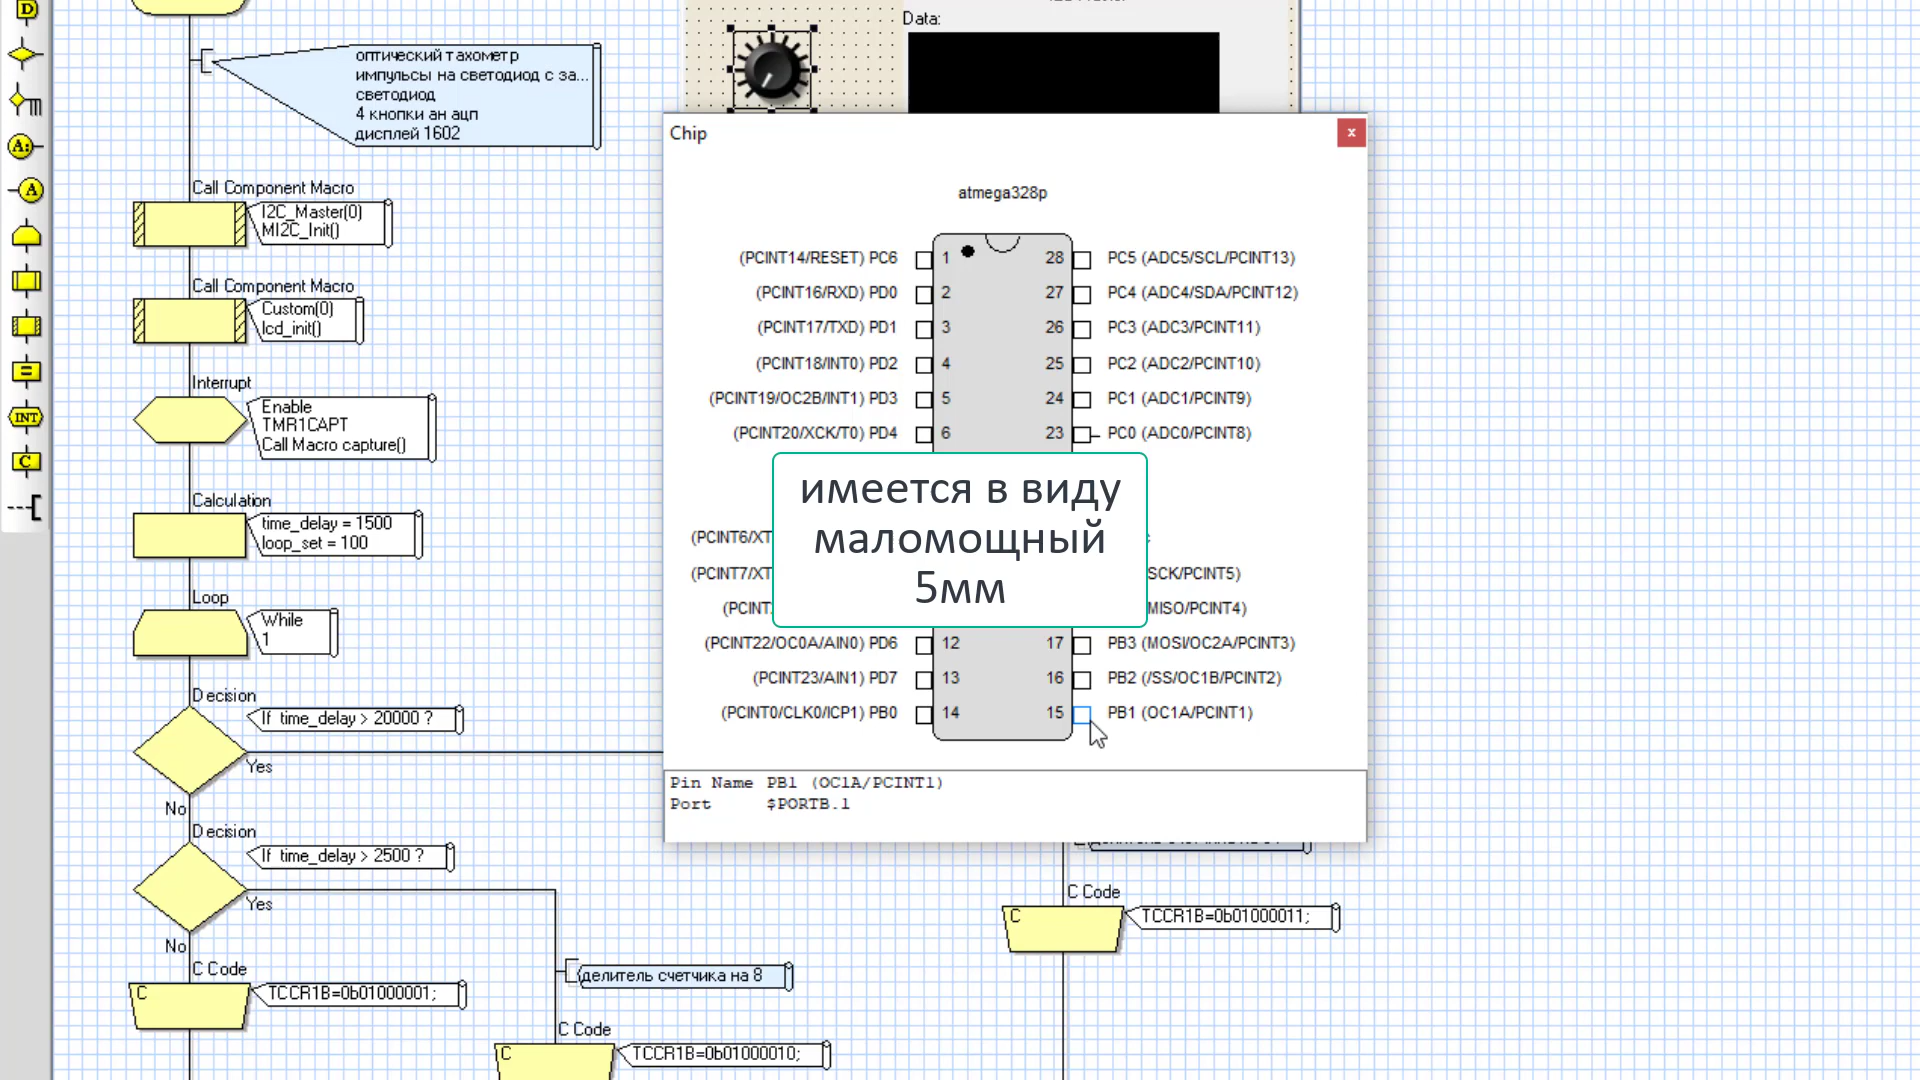 D
A:
A
=
INT
C
оптический тахометр
импульсы на светодиод с за...
светодиод
4 кнопки ан ацп
дисплей 1602
Call Component Macro
I2C_Master(0)
MI2C_Init()
Call Component Macro
Custom(0)
lcd_init()
Interrupt
Enable
TMR1CAPT
Call Macro capture()
Calculation
time_delay = 1500
loop_set = 100
Loop
While
1
Decision
If time_delay > 20000 ?
Yes
No
Decision
If time_delay > 2500 ?
Yes
No
C Code
C
TCCR1B=0b01000001;
делитель счетчика на 8
C Code
C
TCCR1B=0b01000010;
C Code
C
TCCR1B=0b01000011;
Data:
Chip
x
atmega328p
(PCINT14/RESET) PC6 1 28 PC5 (ADC5/SCL/PCINT13)
(PCINT16/RXD) PD0 2 27 PC4 (ADC4/SDA/PCINT12)
(PCINT17/TXD) PD1 3 26 PC3 (ADC3/PCINT11)
(PCINT18/INT0) PD2 4 25 PC2 (ADC2/PCINT10)
(PCINT19/OC2B/INT1) PD3 5 24 PC1 (ADC1/PCINT9)
(PCINT20/XCK/T0) PD4 6 23 PC0 (ADC0/PCINT8)
имеется в виду
маломощный
5мм
(PCINT6/XT
(PCINT7/XT SCK/PCINT5)
(PCINT MISO/PCINT4)
(PCINT22/OC0A/AIN0) PD6 12 17 PB3 (MOSI/OC2A/PCINT3)
(PCINT23/AIN1) PD7 13 16 PB2 (/SS/OC1B/PCINT2)
(PCINT0/CLK0/ICP1) PB0 14 15 PB1 (OC1A/PCINT1)
Pin Name PB1 (OC1A/PCINT1)
Port $PORTB.1